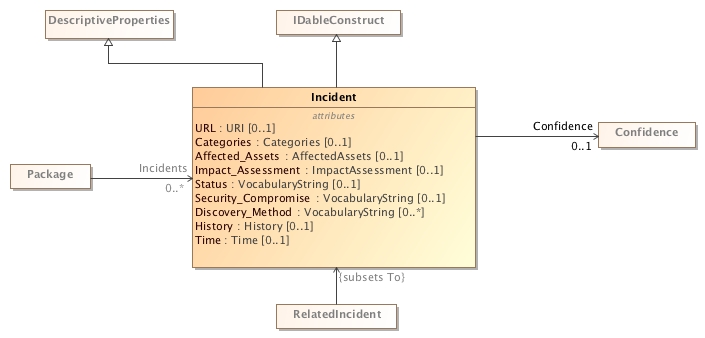 DescriptiveProperties
IDableConstruct
Incident
attributes
URL : URI [0..1]
Categories : Categories [0..1]
Affected_Assets : AffectedAssets [0..1]
Impact_Assessment : ImpactAssessment [0..1]
Status : VocabularyString [0..1]
Security_Compromise : VocabularyString [0..1]
Discovery_Method : VocabularyString [0..*]
History : History [0..1]
Time : Time [0..1]
Package
Incidents
0..*
Confidence
0..1
Confidence
{subsets To}
RelatedIncident